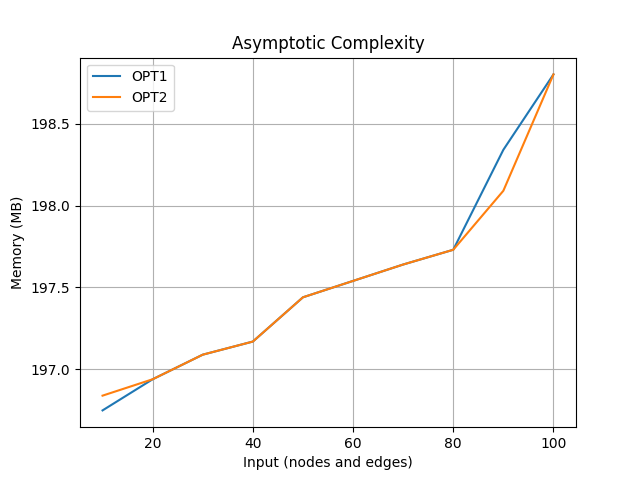 Asymptotic Complexity
OPT1
OPT2
Memory (MB)
198.5
198.0
197.5
197.0
20 40 60 80 100
Input (nodes and edges)